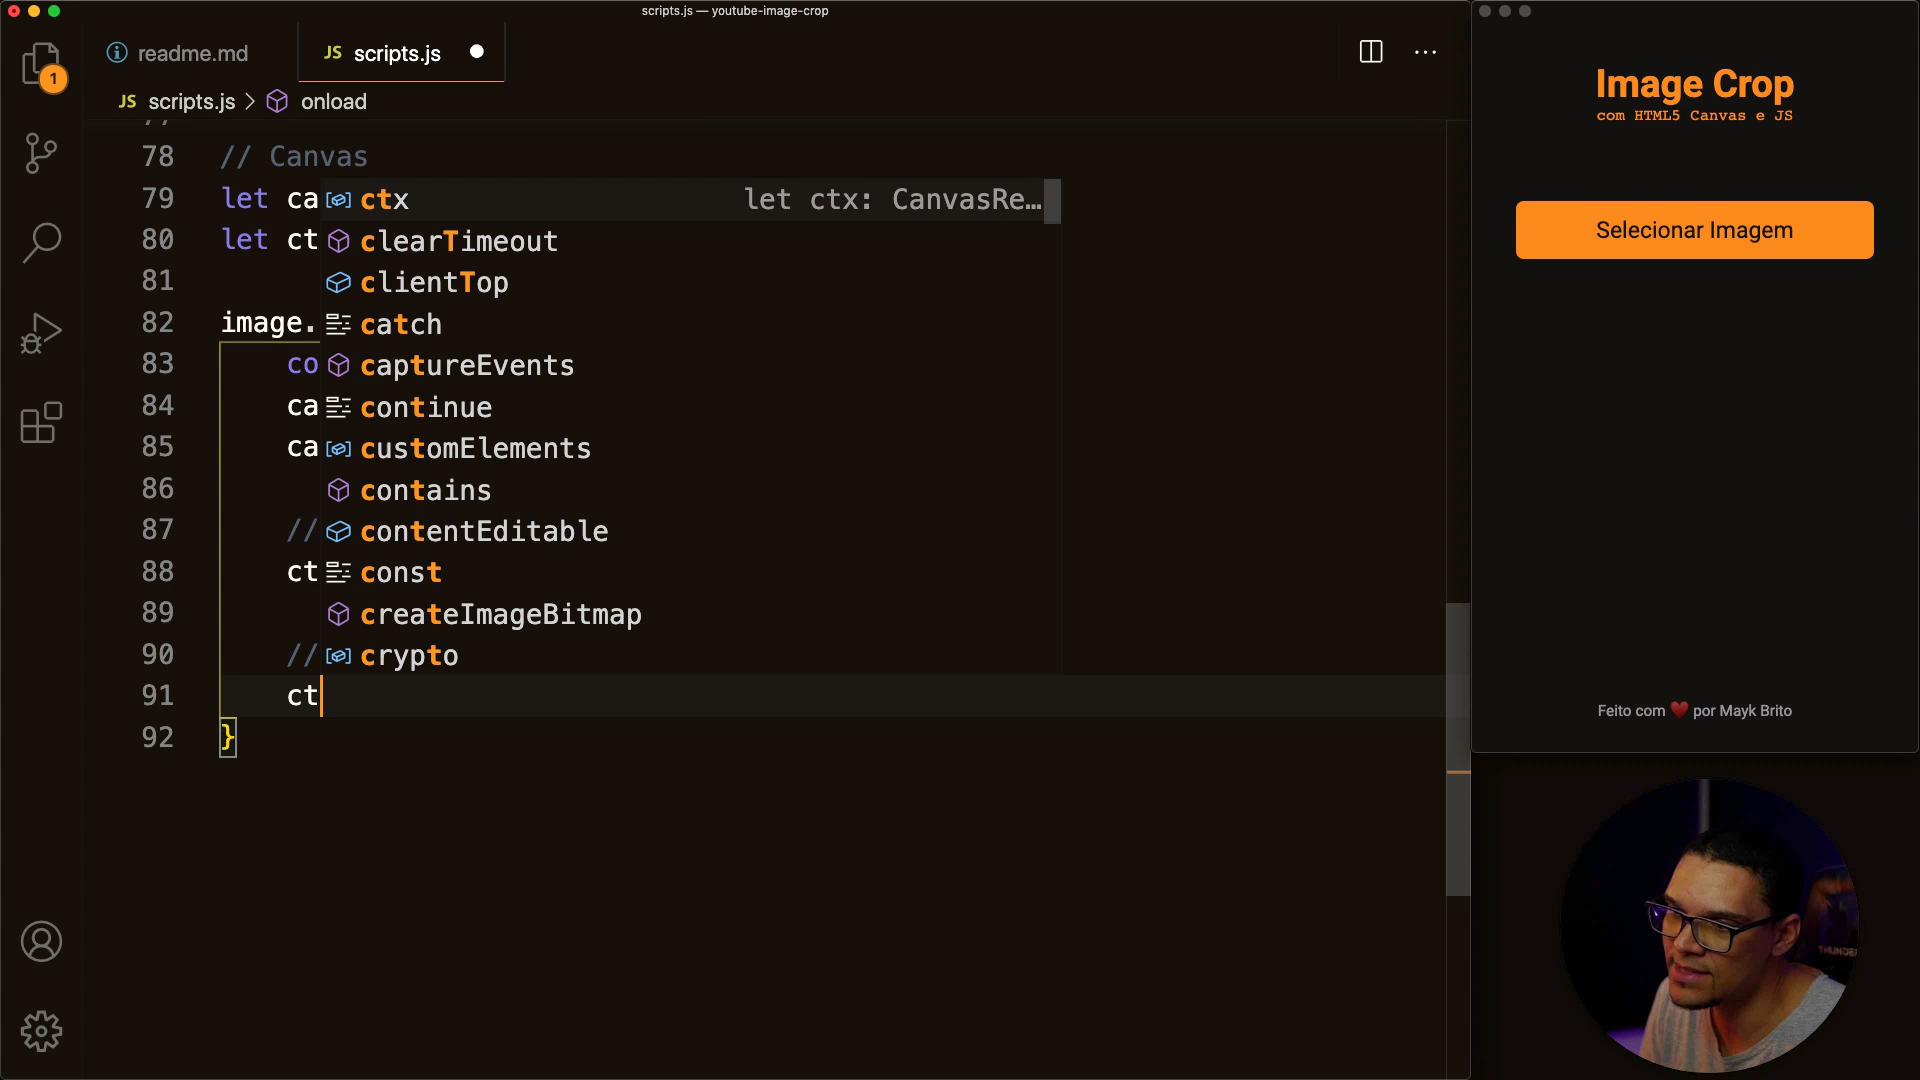 scripts.js — youtube-image-crop
1
readme.md
JS scripts.js
JS scripts.js > onload
78 // Canvas
79 let ca
80 let ct
81
82 image.
83 co
84 ca
85 ca
86
87 //
88 ct
89
90 //
91 ct
92 }
ctx let ctx: CanvasRe…
clearTimeout
clientTop
catch
captureEvents
continue
customElements
contains
contentEditable
const
createImageBitmap
crypto
Image Crop
com HTML5 Canvas e JS
Selecionar Imagem
Feito com ❤️ por Mayk Brito